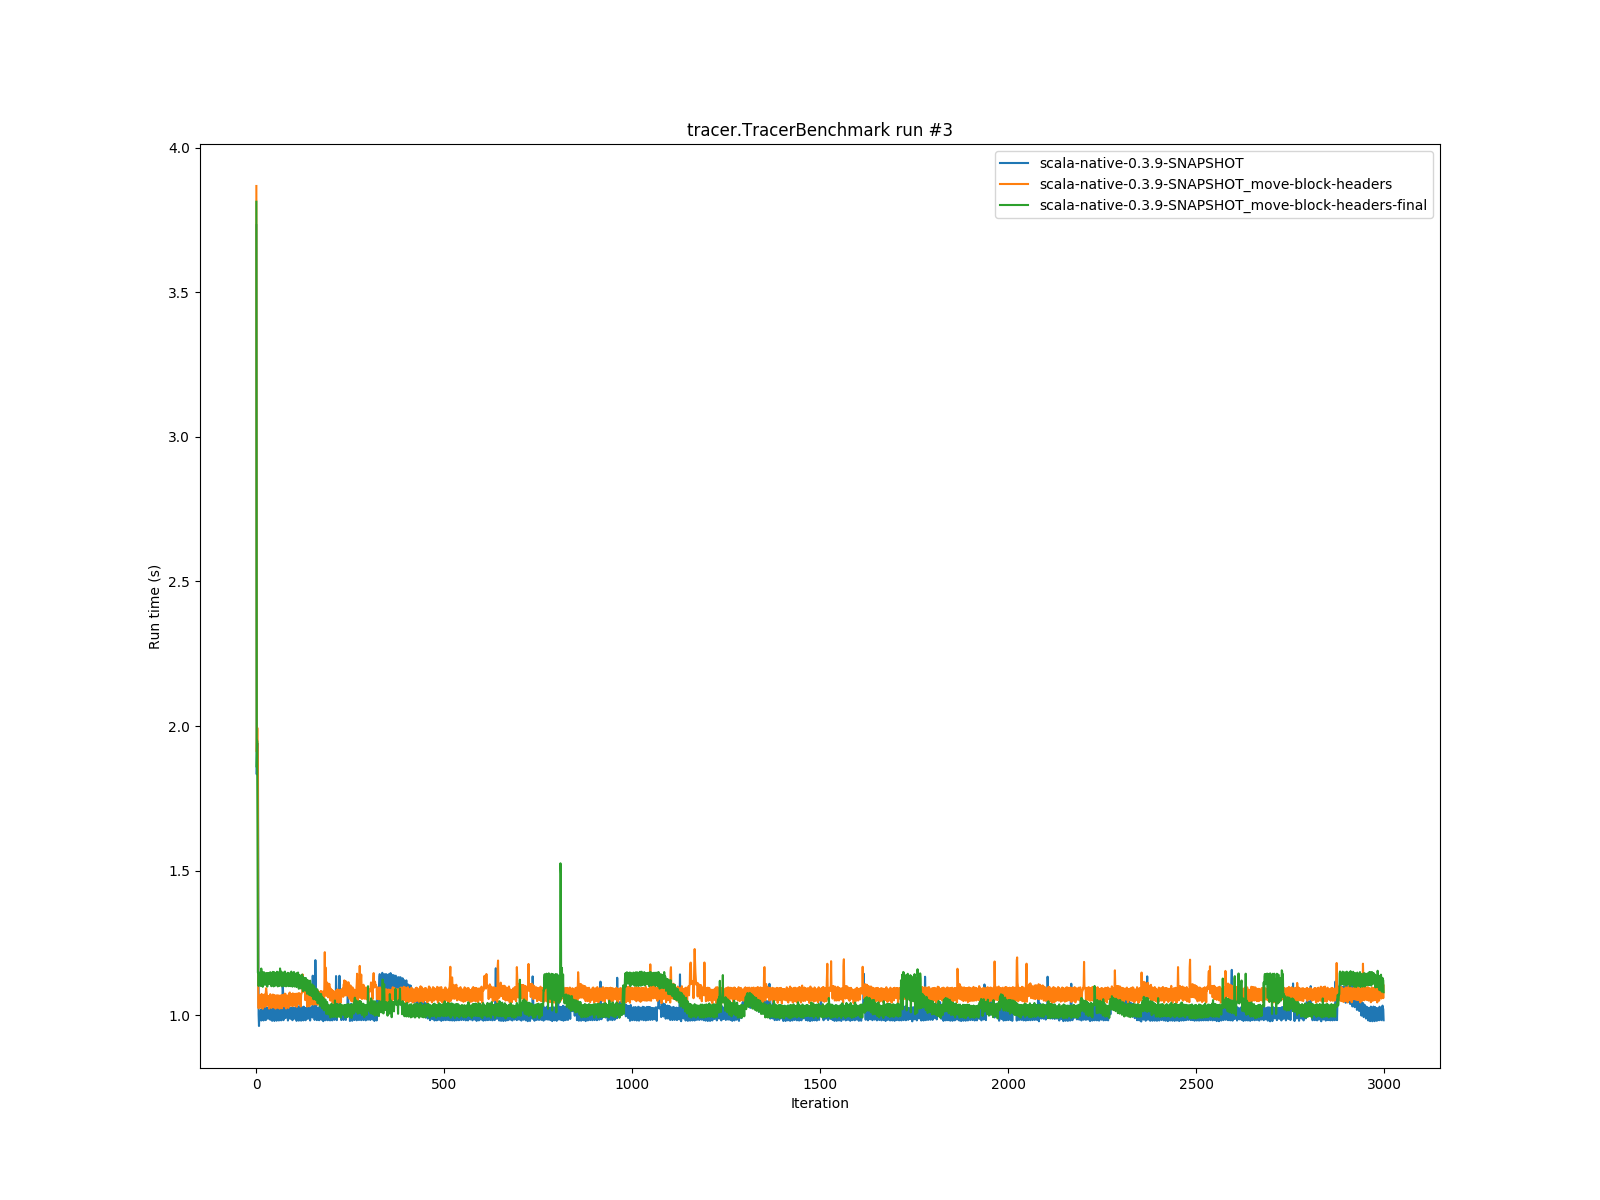 tracer.TracerBenchmark run #3
scala-native-0.3.9-SNAPSHOT
scala-native-0.3.9-SNAPSHOT_move-block-headers
scala-native-0.3.9-SNAPSHOT_move-block-headers-final
Run time (s)
4.0
3.5
3.0
2.5
2.0
1.5
1.0
0 500 1000 1500 2000 2500 3000
Iteration